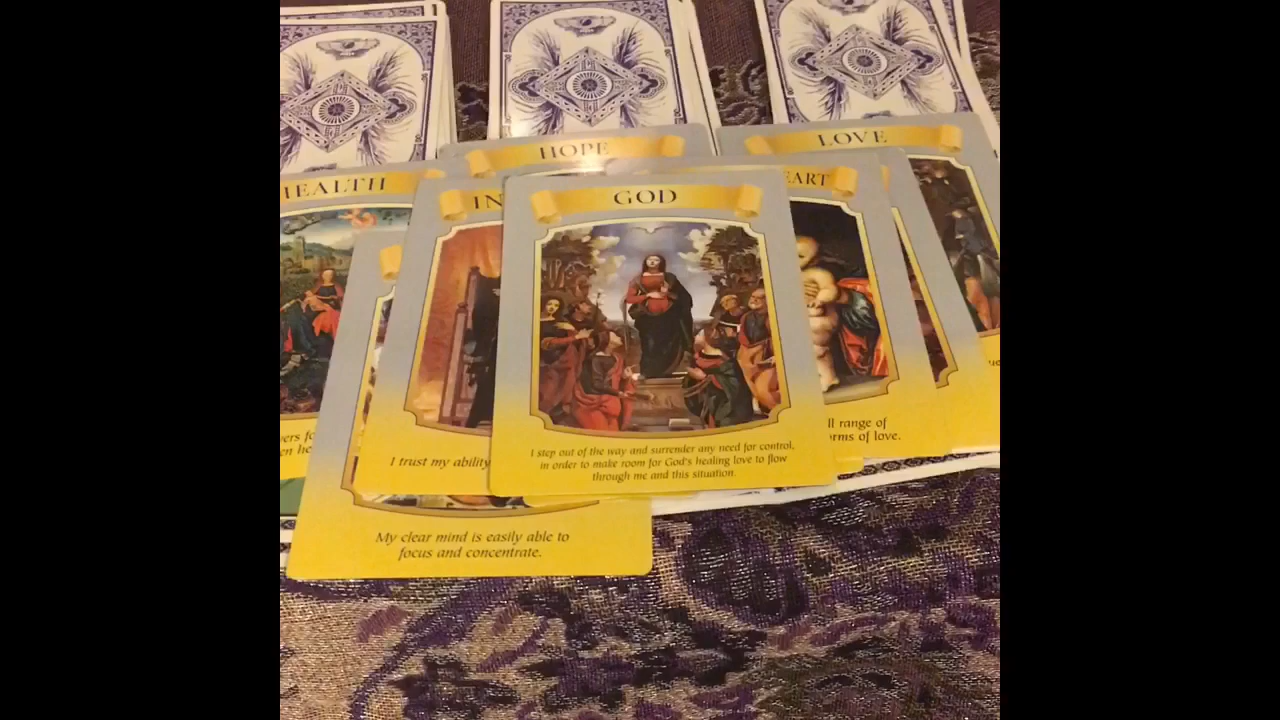 HOPE
LOVE
HEALTH
IN
GOD
EART
I step out of the way and surrender any need for control,
in order to make room for God's healing love to flow
through me and this situation.
ll range of
rms of love.
I trust my ability
My clear mind is easily able to
focus and concentrate.